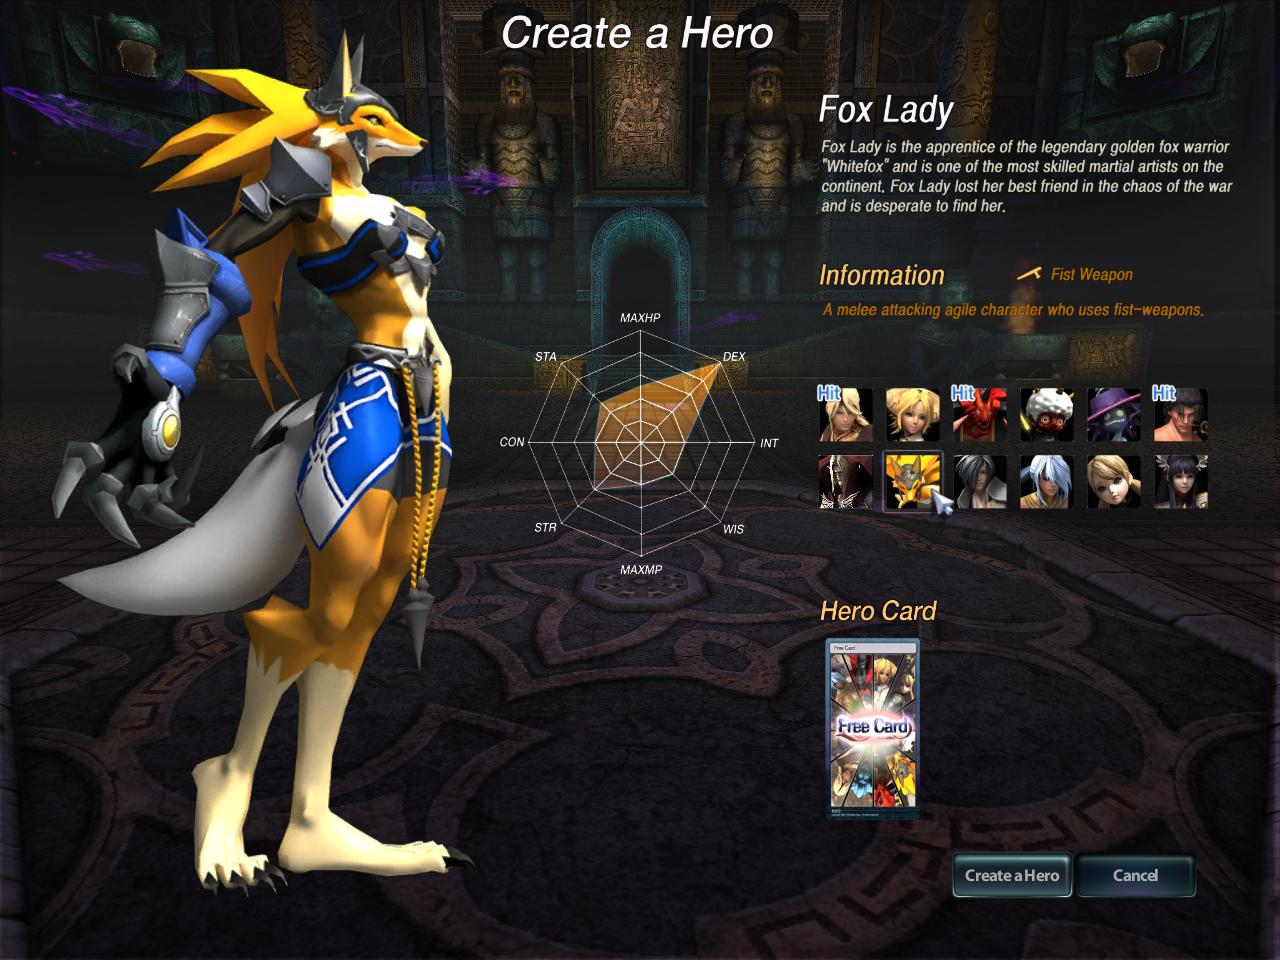 Create a Hero
Fox Lady
Fox Lady is the apprentice of the legendary golden fox warrior
"Whitefox" and is one of the most skilled martial artists on the
continent. Fox Lady lost her best friend in the chaos of the war
and is desperate to find her.
Information
Fist Weapon
A melee attacking agile character who uses fist-weapons.
MAXHP
STA
DEX
CON
INT
STR
WIS
MAXMP
Hit
Hit
Hit
Hero Card
Free Card
Free Card
Create a Hero
Cancel